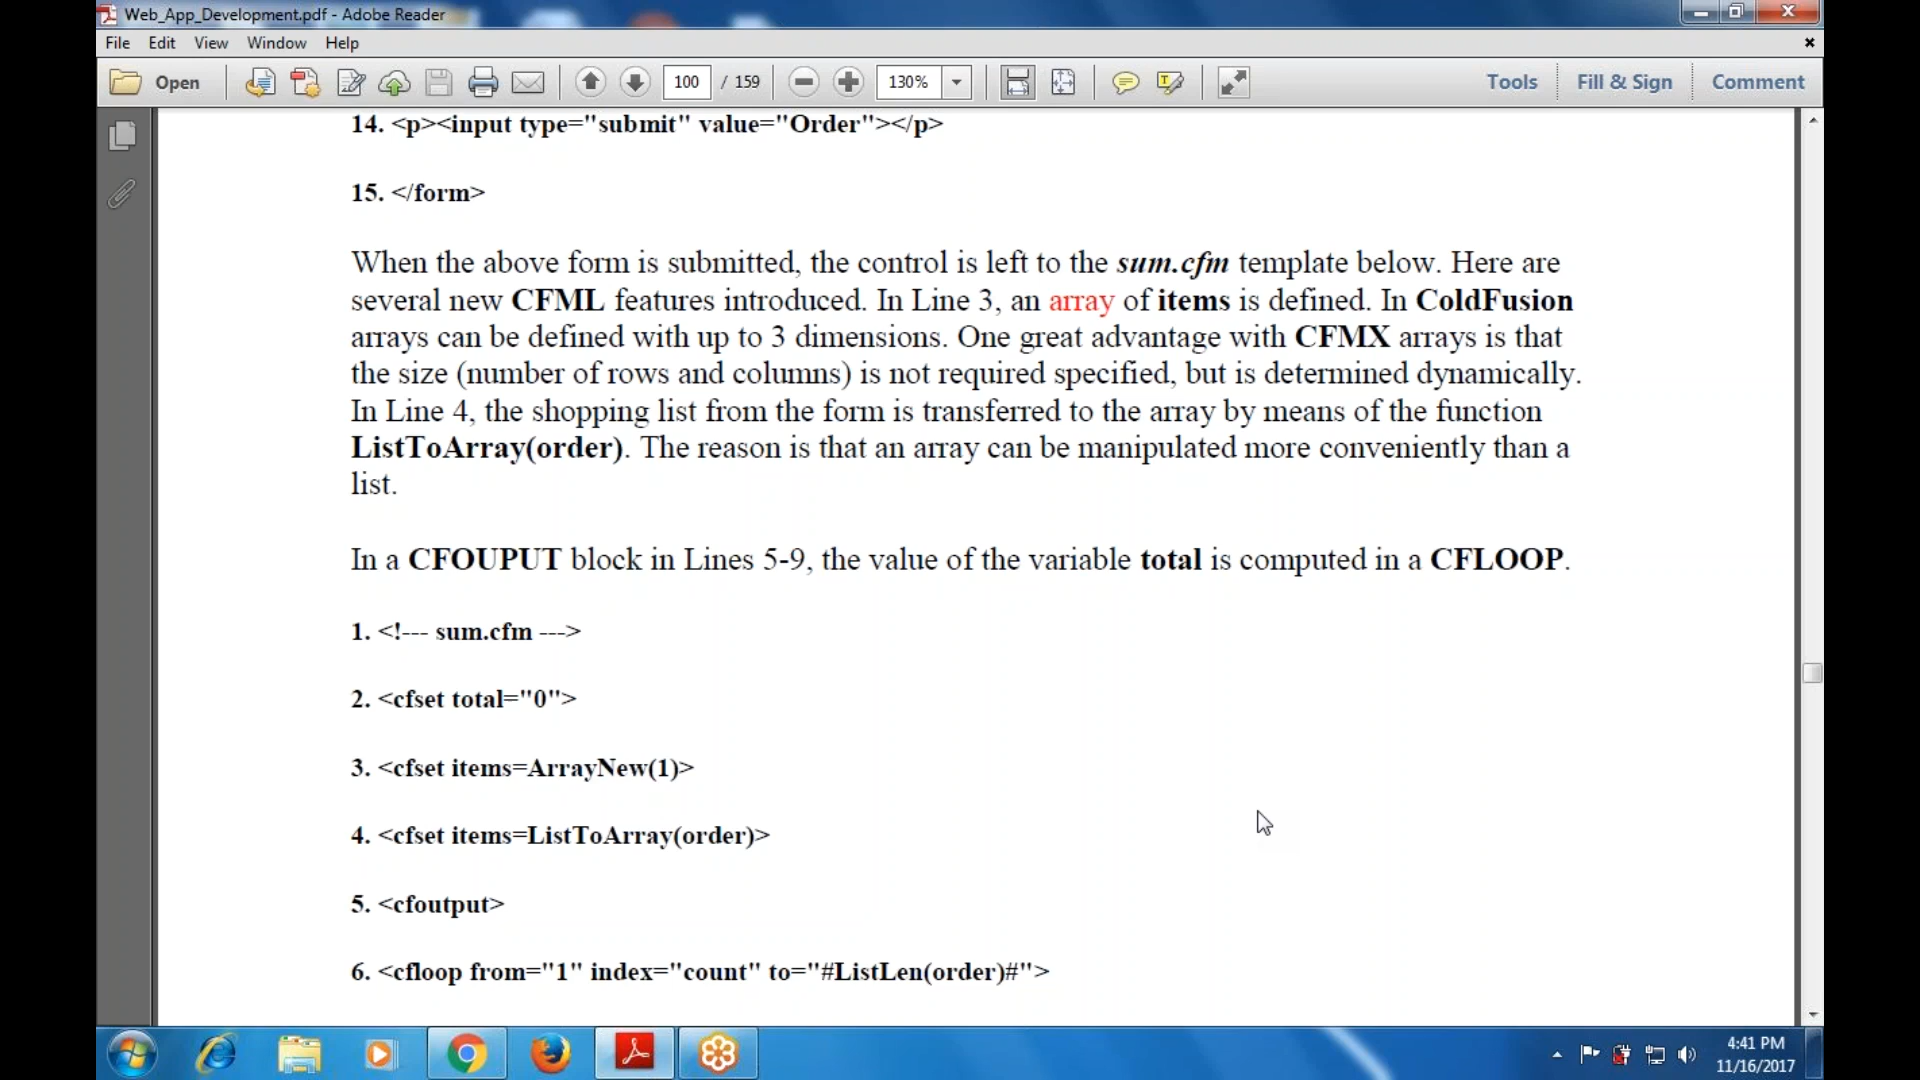 Web_App_Development.pdf - Adobe Reader
File Edit View Window Help
Open 100 / 159 130% Tools Fill & Sign Comment
14. <p><input type="submit" value="Order"></p>
15. </form>
When the above form is submitted, the control is left to the sum.cfm template below. Here are
several new CFML features introduced. In Line 3, an array of items is defined. In ColdFusion
arrays can be defined with up to 3 dimensions. One great advantage with CFMX arrays is that
the size (number of rows and columns) is not required specified, but is determined dynamically.
In Line 4, the shopping list from the form is transferred to the array by means of the function
ListToArray(order). The reason is that an array can be manipulated more conveniently than a
list.
In a CFOUPUT block in Lines 5-9, the value of the variable total is computed in a CFLOOP.
1. <!--- sum.cfm --->
2. <cfset total="0">
3. <cfset items=ArrayNew(1)>
4. <cfset items=ListToArray(order)>
5. <cfoutput>
6. <cfloop from="1" index="count" to="#ListLen(order)#">
4:41 PM
11/16/2017